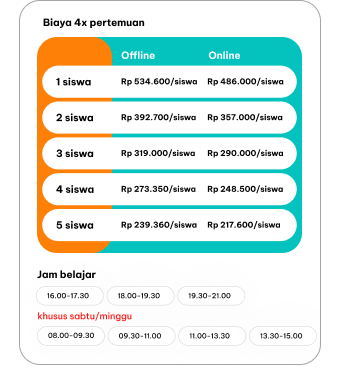 Biaya 4x pertemuan
Offline Online
1 siswa Rp 534.600/siswa Rp 486.000/siswa
2 siswa Rp 392.700/siswa Rp 357.000/siswa
3 siswa Rp 319.000/siswa Rp 290.000/siswa
4 siswa Rp 273.350/siswa Rp 248.500/siswa
5 siswa Rp 239.360/siswa Rp 217.600/siswa
Jam belajar
16.00-17.30 18.00-19.30 19.30-21.00
khusus sabtu/minggu
08.00-09.30 09.30-11.00 11.00-13.30 13.30-15.00